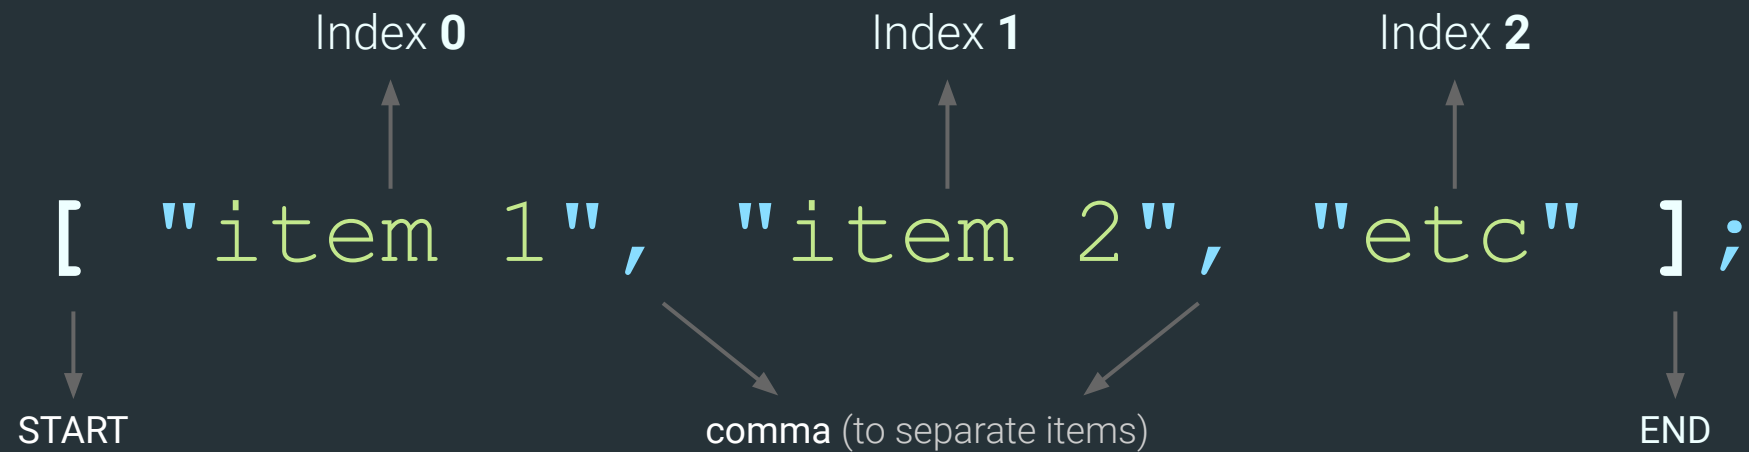 Index 0 Index 1 Index 2
[ "item 1", "item 2", "etc" ];
START comma (to separate items) END